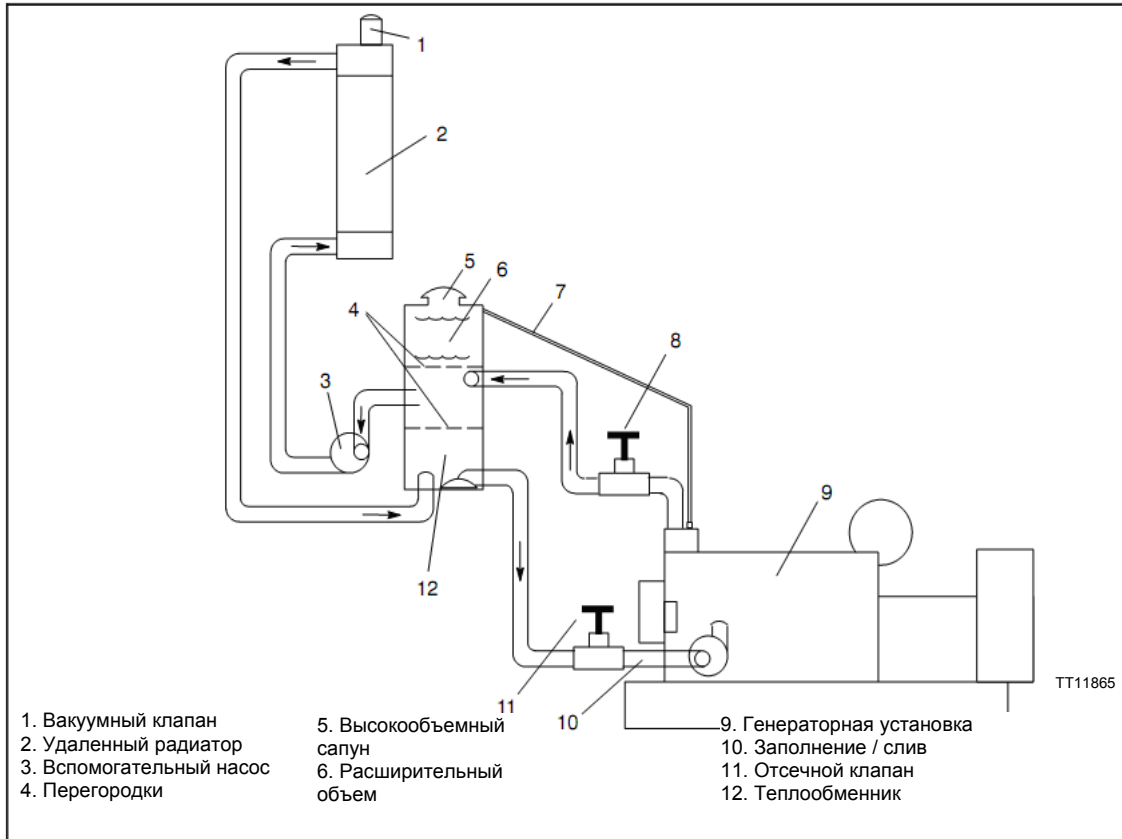 1
2
5
6
7
4
8
3
9
12
11
10
TT11865
1. Вакуумный клапан
2. Удаленный радиатор
3. Вспомогательный насос
4. Перегородки
5. Высокообъемный
сапун
6. Расширительный
объем
9. Генераторная установка
10. Заполнение / слив
11. Отсечной клапан
12. Теплообменник